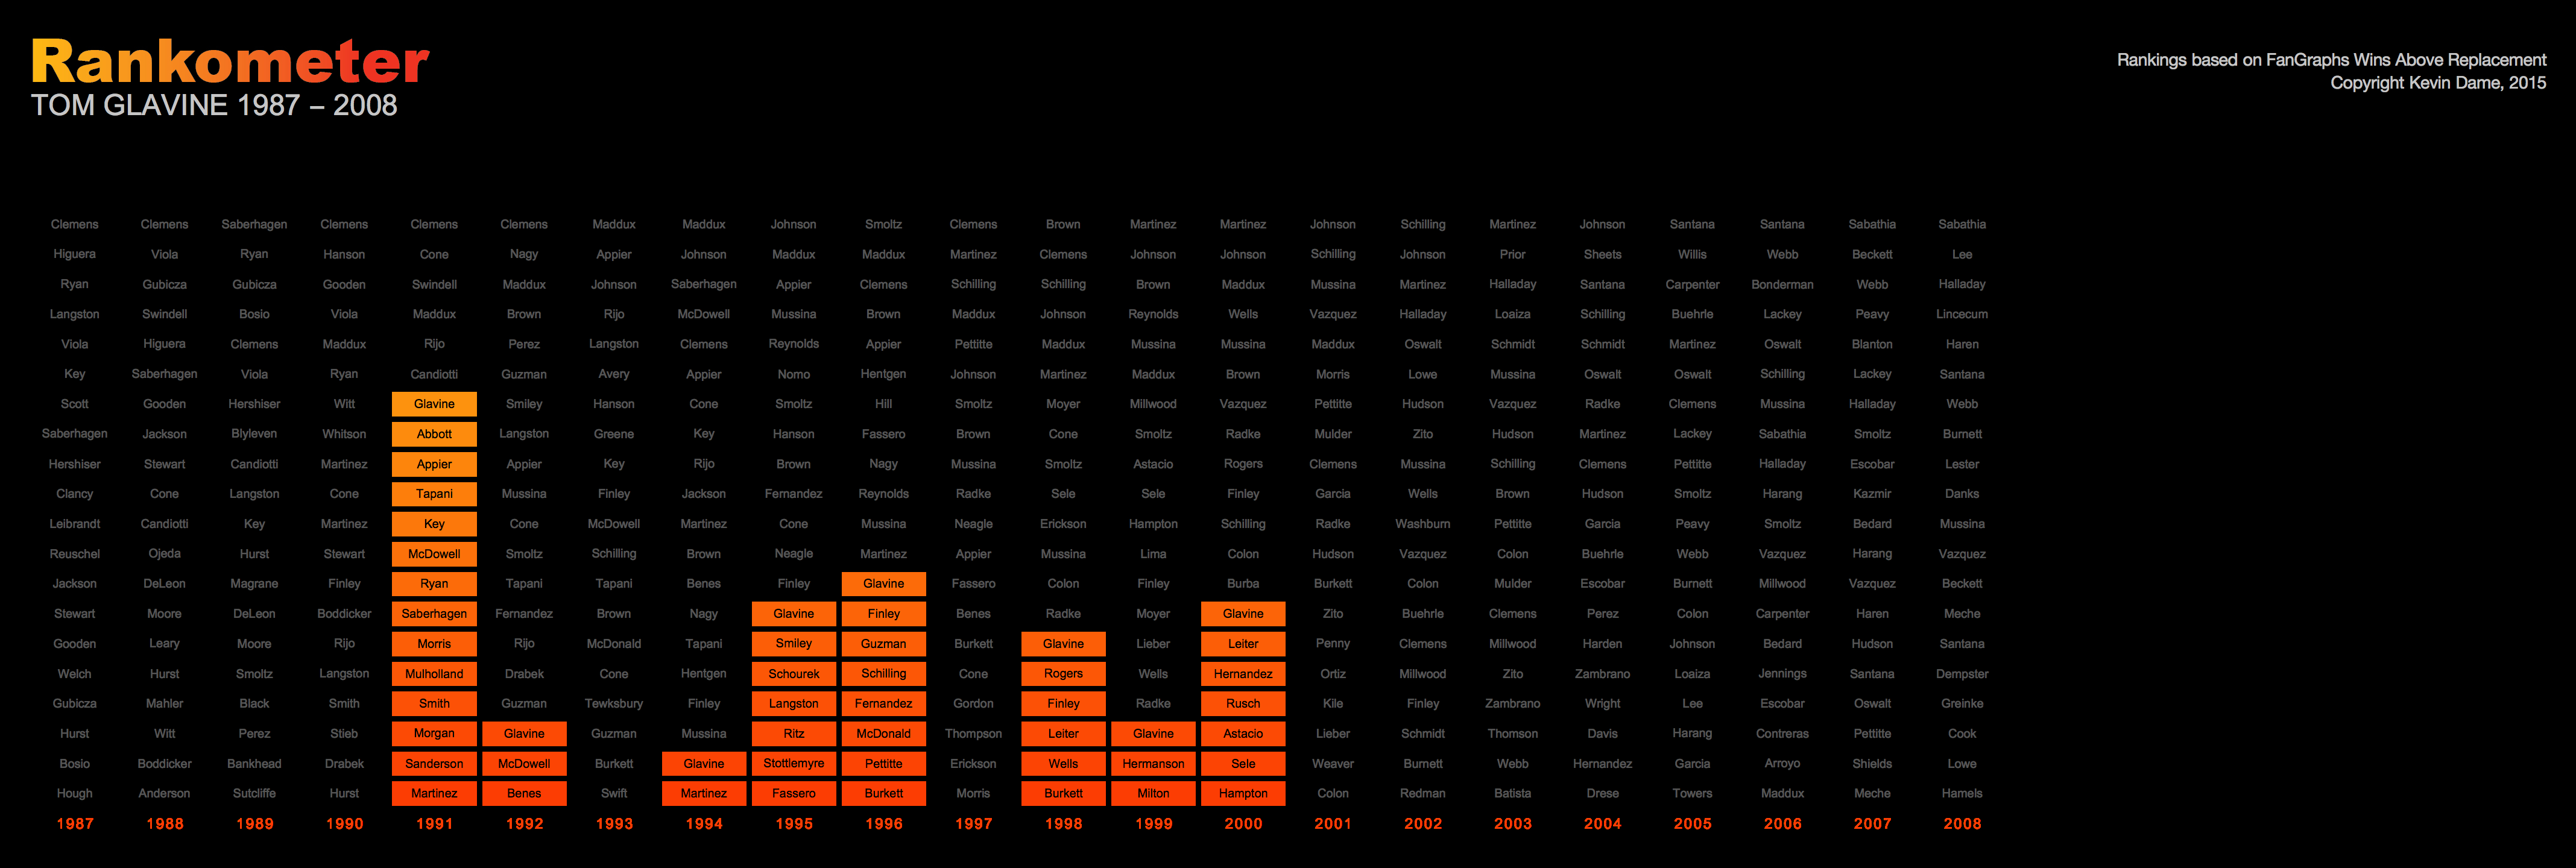 Rankometer
TOM GLAVINE 1987 – 2008
Rankings based on FanGraphs Wins Above Replacement
Copyright Kevin Dame, 2015
Clemens Clemens Saberhagen Clemens Clemens Clemens Maddux Maddux Johnson Smoltz Clemens Brown Martinez Martinez Johnson Schilling Martinez Johnson Santana Santana Sabathia Sabathia
Higuera Viola Ryan Hanson Cone Nagy Appier Johnson Maddux Maddux Martinez Clemens Johnson Johnson Schilling Johnson Prior Sheets Willis Webb Beckett Lee
Ryan Gubicza Gubicza Gooden Swindell Maddux Johnson Saberhagen Appier Clemens Schilling Schilling Brown Maddux Mussina Martinez Halladay Santana Carpenter Bonderman Webb Halladay
Langston Swindell Bosio Viola Maddux Brown Rijo McDowell Mussina Brown Maddux Johnson Reynolds Wells Vazquez Halladay Loaiza Schilling Buehrle Lackey Peavy Lincecum
Viola Higuera Clemens Maddux Rijo Perez Langston Clemens Reynolds Appier Pettitte Maddux Mussina Mussina Maddux Oswalt Schmidt Schmidt Martinez Oswalt Blanton Haren
Key Saberhagen Viola Ryan Candiotti Guzman Avery Appier Nomo Hentgen Johnson Martinez Maddux Brown Morris Lowe Mussina Oswalt Oswalt Schilling Lackey Santana
Scott Gooden Hershiser Witt Glavine Smiley Hanson Cone Smoltz Hill Smoltz Moyer Millwood Vazquez Pettitte Hudson Vazquez Radke Clemens Mussina Halladay Webb
Saberhagen Jackson Blyleven Whitson Abbott Langston Greene Key Hanson Fassero Brown Cone Smoltz Radke Mulder Zito Hudson Martinez Lackey Sabathia Smoltz Burnett
Hershiser Stewart Candiotti Martinez Appier Appier Key Rijo Brown Nagy Mussina Smoltz Astacio Rogers Clemens Mussina Schilling Clemens Pettitte Halladay Escobar Lester
Clancy Cone Langston Cone Tapani Mussina Finley Jackson Fernandez Reynolds Radke Sele Sele Finley Garcia Wells Brown Hudson Smoltz Harang Kazmir Danks
Leibrandt Candiotti Key Martinez Key Cone McDowell Martinez Cone Mussina Neagle Erickson Hampton Schilling Radke Washburn Pettitte Garcia Peavy Smoltz Bedard Mussina
Reuschel Ojeda Hurst Stewart McDowell Smoltz Schilling Brown Neagle Martinez Appier Mussina Lima Colon Hudson Vazquez Colon Buehrle Webb Vazquez Harang Vazquez
Jackson DeLeon Magrane Finley Ryan Tapani Tapani Benes Finley Glavine Fassero Colon Finley Burba Burkett Colon Mulder Escobar Burnett Millwood Vazquez Beckett
Stewart Moore DeLeon Boddicker Saberhagen Fernandez Brown Nagy Glavine Finley Benes Radke Moyer Glavine Zito Buehrle Clemens Perez Colon Carpenter Haren Meche
Gooden Leary Moore Rijo Morris Rijo McDonald Tapani Smiley Guzman Burkett Glavine Lieber Leiter Penny Clemens Millwood Harden Johnson Bedard Hudson Santana
Welch Hurst Smoltz Langston Mulholland Drabek Cone Hentgen Schourek Schilling Cone Rogers Wells Hernandez Ortiz Millwood Zito Zambrano Loaiza Jennings Santana Dempster
Gubicza Mahler Black Smith Smith Guzman Tewksbury Finley Langston Fernandez Gordon Finley Radke Rusch Kile Finley Zambrano Wright Lee Escobar Oswalt Greinke
Hurst Witt Perez Stieb Morgan Glavine Guzman Mussina Ritz McDonald Thompson Leiter Glavine Astacio Lieber Schmidt Thomson Davis Harang Contreras Pettitte Cook
Bosio Boddicker Bankhead Drabek Sanderson McDowell Burkett Glavine Stottlemyre Pettitte Erickson Wells Hermanson Sele Weaver Burnett Webb Hernandez Garcia Arroyo Shields Lowe
Hough Anderson Sutcliffe Hurst Martinez Benes Swift Martinez Fassero Burkett Morris Burkett Milton Hampton Colon Redman Batista Drese Towers Maddux Meche Hamels
1987 1988 1989 1990 1991 1992 1993 1994 1995 1996 1997 1998 1999 2000 2001 2002 2003 2004 2005 2006 2007 2008